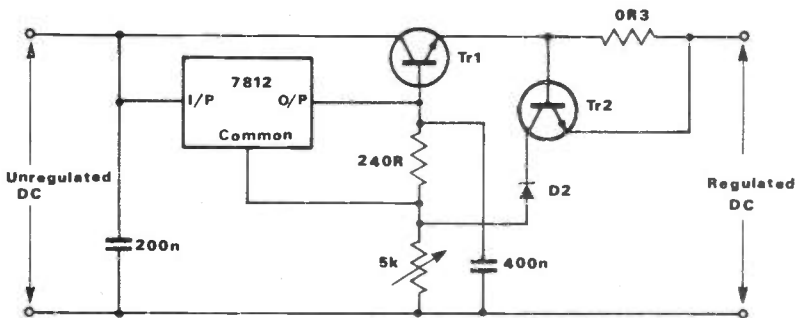 0R3
Tr1
7812
I/P
O/P
Common
Tr2
240R
Unregulated
DC
D2
Regulated
DC
200n
5k
400n